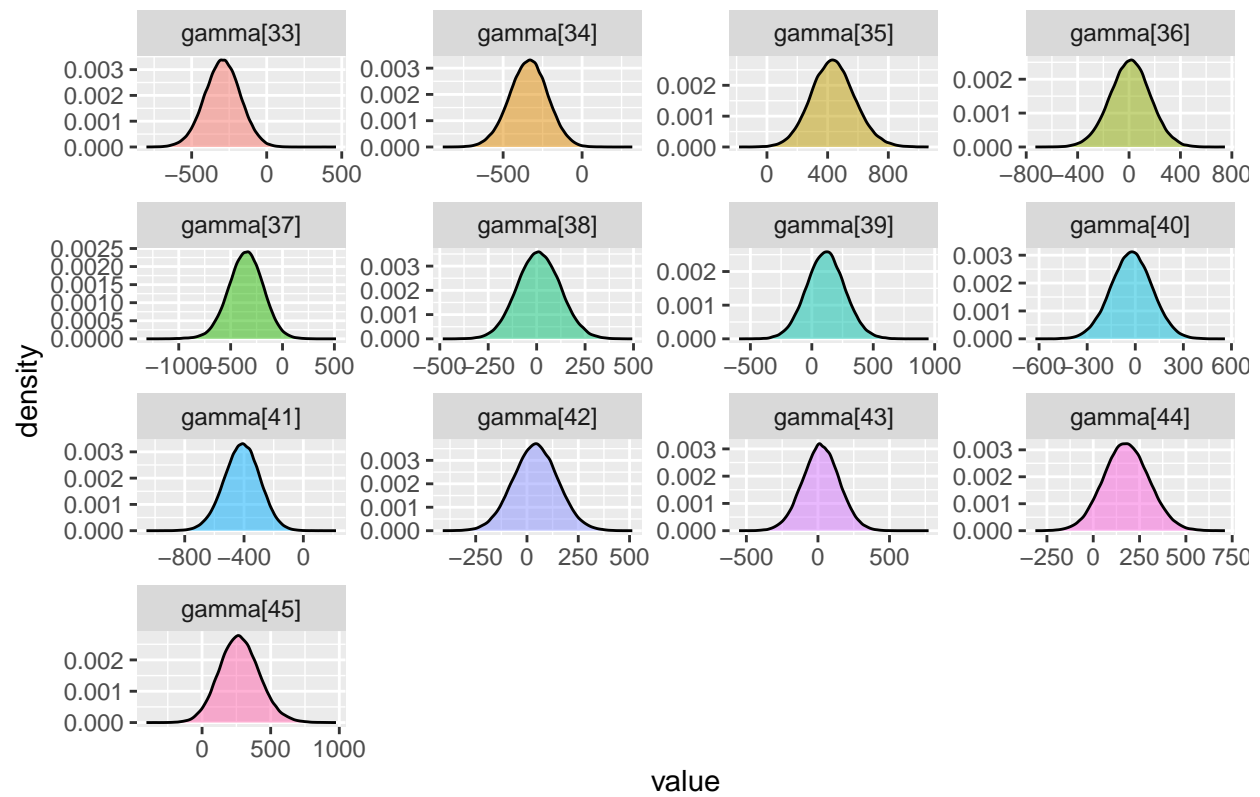 gamma[33] gamma[34] gamma[35] gamma[36]
0.003 0.003 0.002 0.002
0.002 0.002 0.001 0.001
0.001 0.001 0.000 0.000
0.000 0.000
−500 0 500 −500 0 0 400 800 −800 −400 0 400 800
gamma[37] gamma[38] gamma[39] gamma[40]
0.0025 0.003 0.002 0.003
0.0020 0.002 0.001 0.002
0.0015 0.001 0.000 0.001
0.0010 0.000 0.000
0.0005
0.0000
−1000 −500 0 500 −500 −250 0 250 500 −500 0 500 1000 −600 −300 0 300 600
density
gamma[41] gamma[42] gamma[43] gamma[44]
0.003 0.003 0.003 0.003
0.002 0.002 0.002 0.002
0.001 0.001 0.001 0.001
0.000 0.000 0.000 0.000
−800 −400 0 −250 0 250 500 −500 0 500 −250 0 250 500 750
gamma[45]
0.002
0.001
0.000
0 500 1000
value